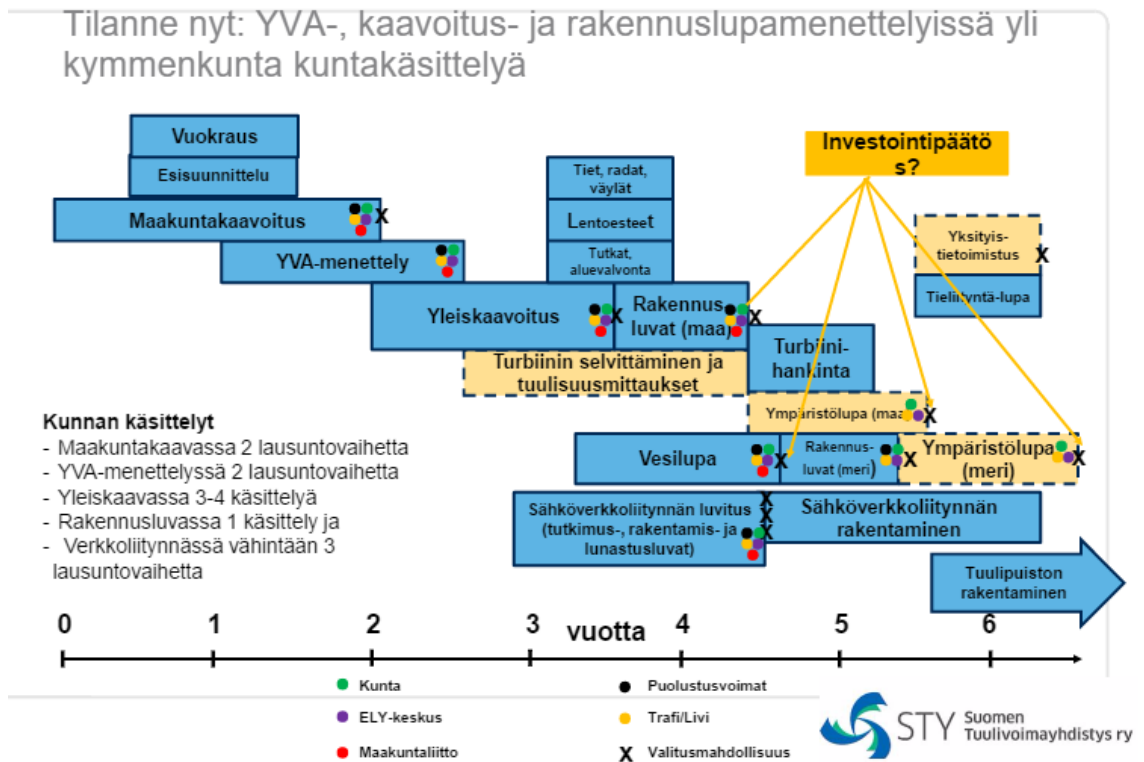 Tilanne nyt: YVA-, kaavoitus- ja rakennuslupamenettelyissä yli
kymmenkunta kuntakäsittelyä
Vuokraus
Esisuunnittelu
Maakuntakaavoitus
X
YVA-menettely
Tiet, radat,
väylät
Lentoesteet
Tutkat,
aluevalvonta
Investointipäätö
s?
Yksityis-
tietoimistus
X
Tieliityntä-lupa
Yleiskaavoitus
X
Rakennus
luvat (maa)
X
Turbiinin selvittäminen ja
tuulisuusmittaukset
Turbiini-
hankinta
Ympäristölupa (maa
X
Vesilupa
X
Rakennus-
luvat (meri)
X
Ympäristölupa
(meri)
X
Sähköverkkoliitynnän luvitus
(tutkimus-, rakentamis- ja
lunastusluvat)
X
X
X
Sähköverkkoliitynnän
rakentaminen
Tuulipuiston
rakentaminen
Kunnan käsittelyt
- Maakuntakaavassa 2 lausuntovaihetta
- YVA-menettelyssä 2 lausuntovaihetta
- Yleiskaavassa 3-4 käsittelyä
- Rakennusluvassa 1 käsittely ja
- Verkkoliitynnässä vähintään 3
lausuntovaihetta
0 1 2 3 vuotta 4 5 6
Kunta
ELY-keskus
Maakuntaliitto
Puolustusvoimat
Trafi/Livi
X Valitusmahdollisuus
STY Suomen
Tuulivoimayhdistys ry